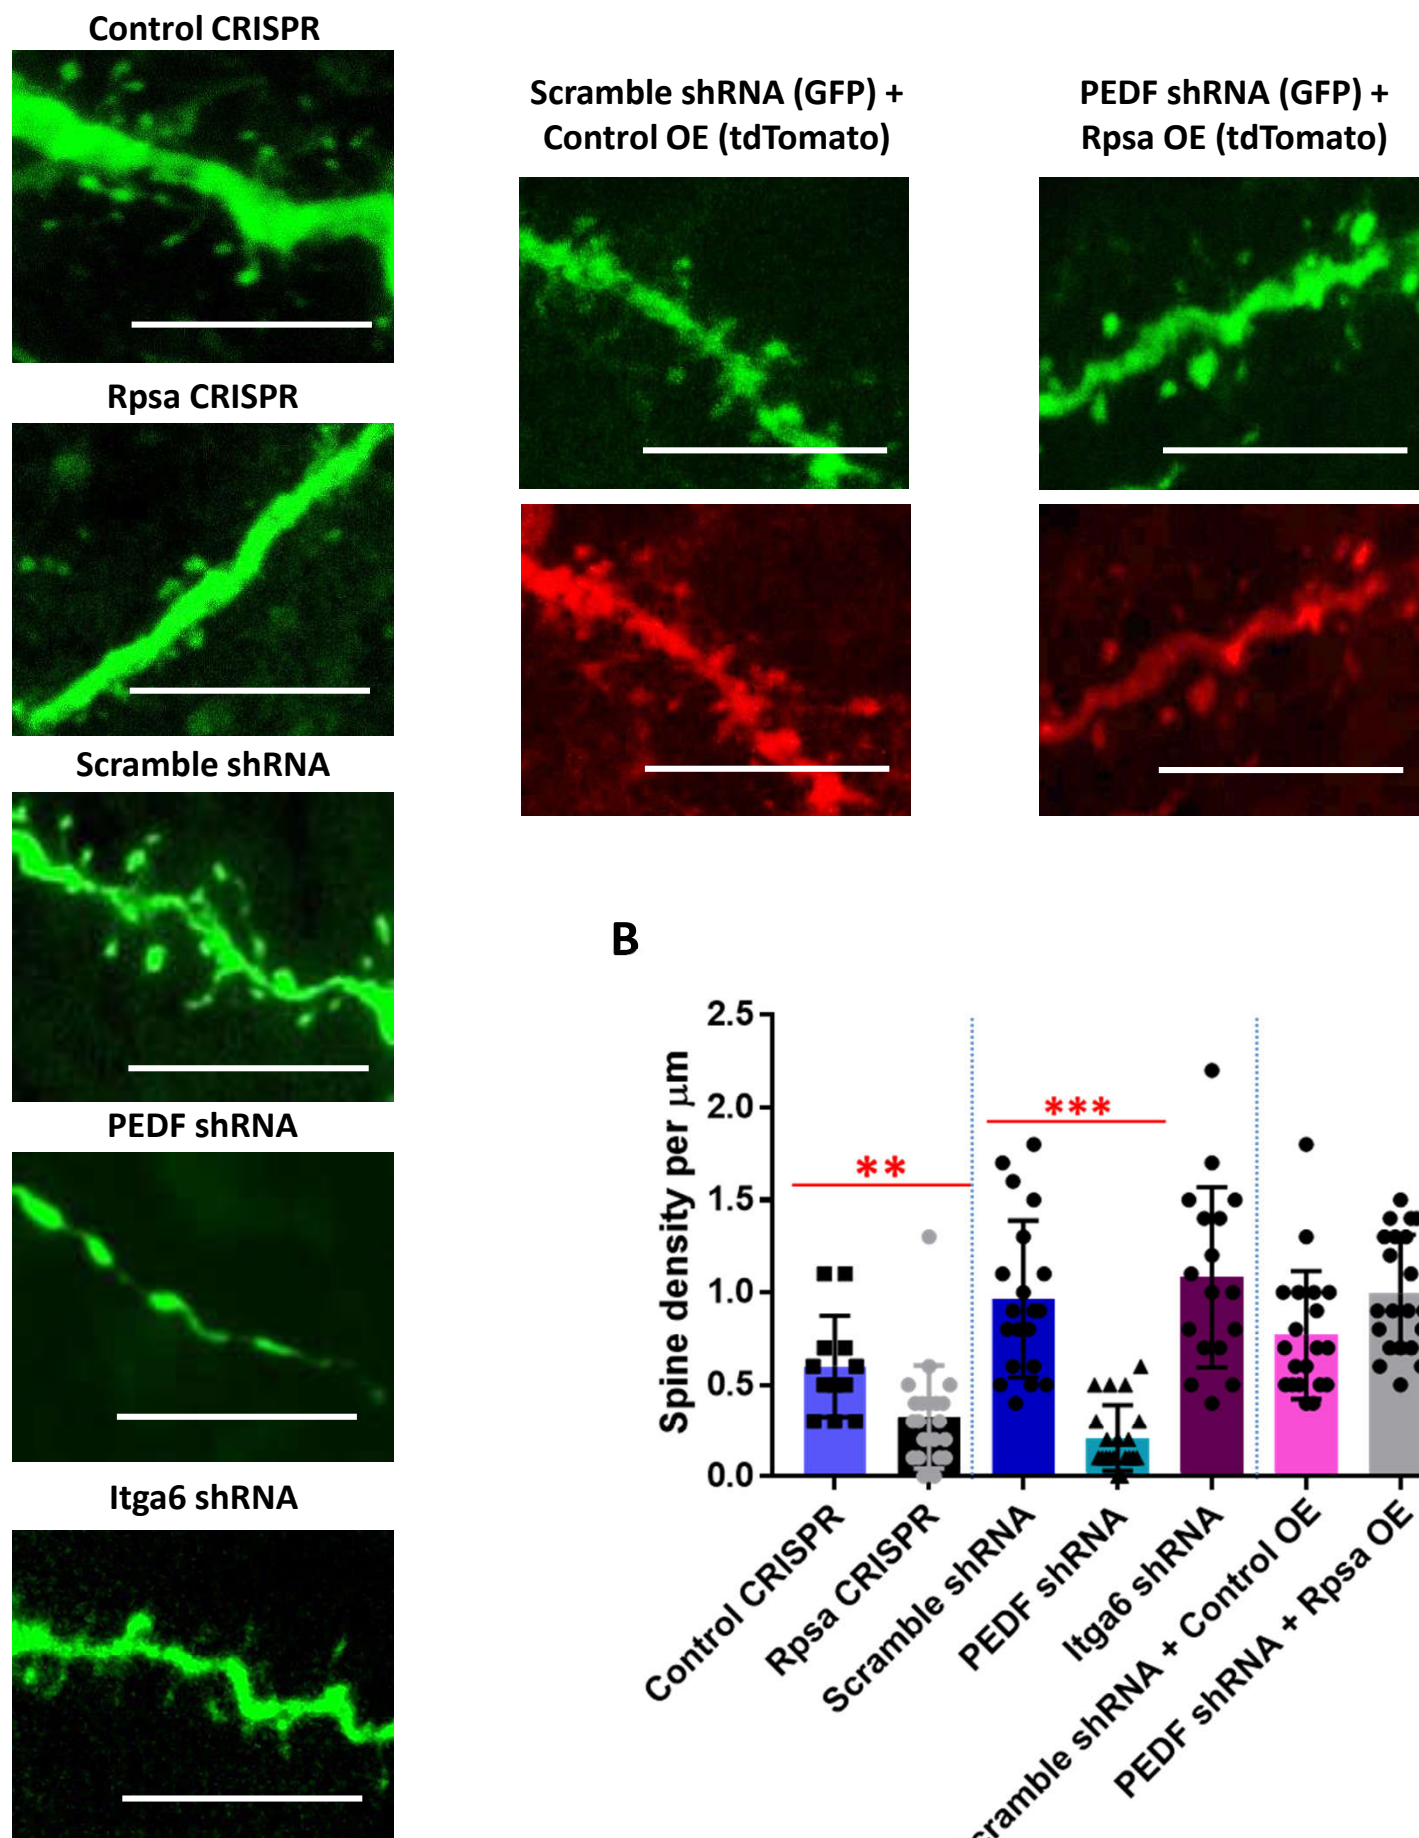 Control CRISPR
Rpsa CRISPR
Scramble shRNA
PEDF shRNA
Itga6 shRNA
Scramble shRNA (GFP) +
Control OE (tdTomato)
PEDF shRNA (GFP) +
Rpsa OE (tdTomato)
B
Spine density per μm
2.5
2.0
1.5
1.0
0.5
0.0
**
***
Control CRISPR
Rpsa CRISPR
Scramble shRNA
PEDF shRNA
Itga6 shRNA
cramble shRNA + Control OE
PEDF shRNA + Rpsa OE